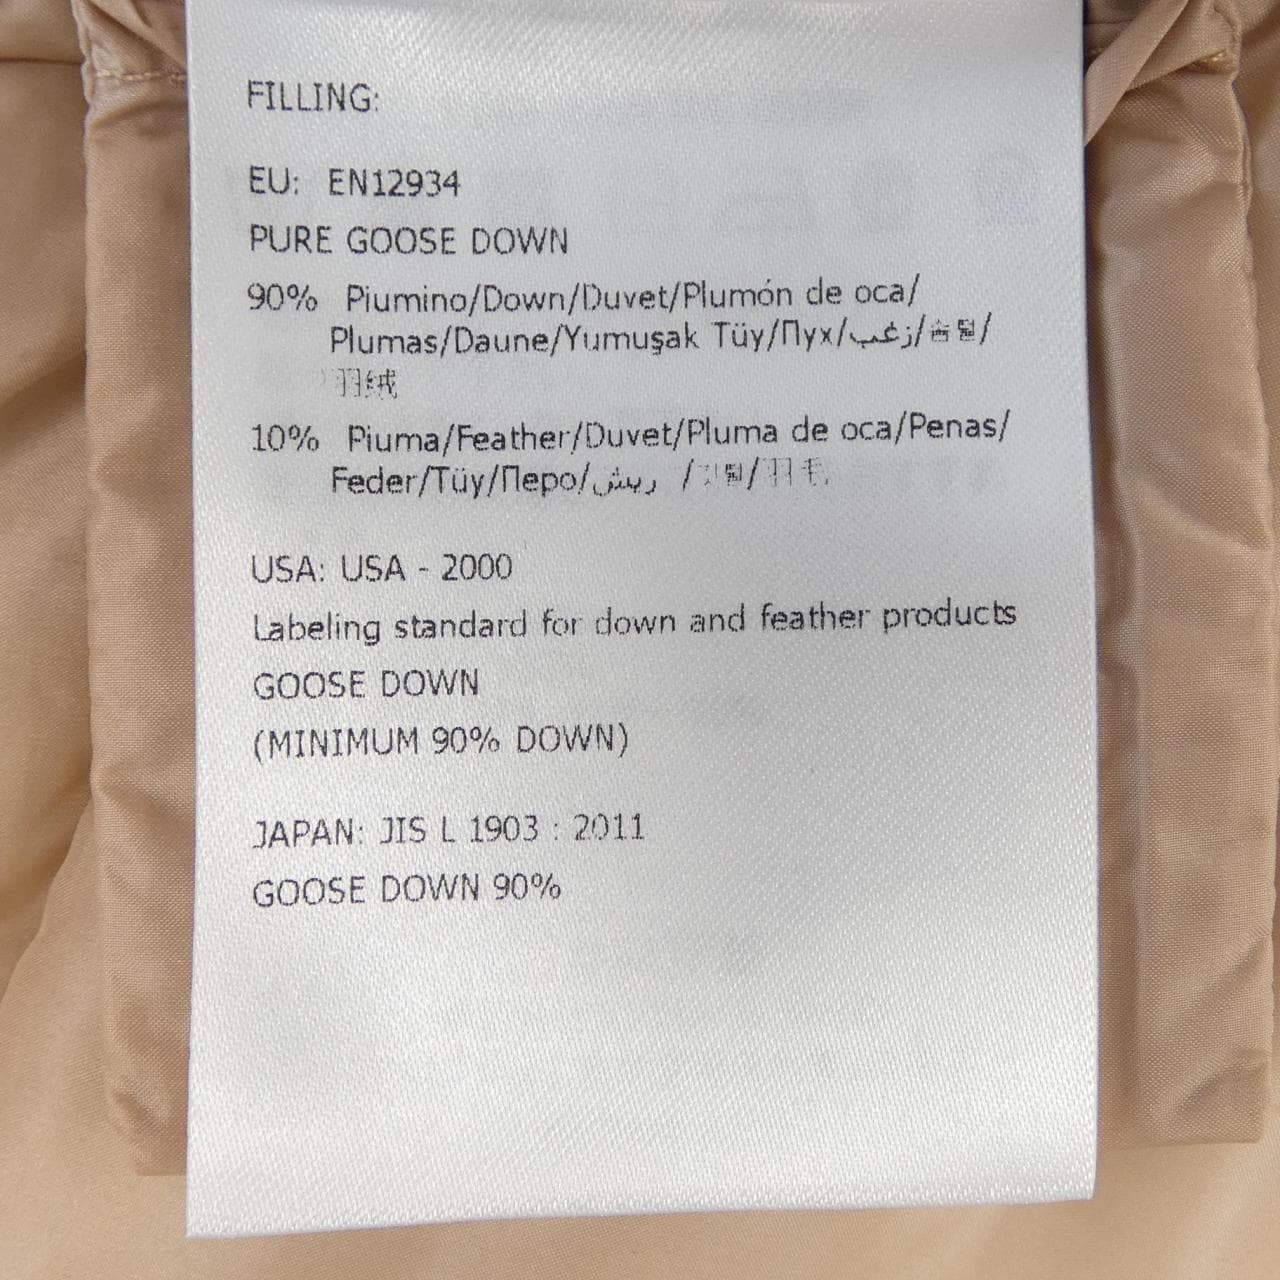 FILLING:
EU: EN12934
PURE GOOSE DOWN
90% Piumino/Down/Duvet/Plumón de oca/
Plumas/Daune/Yumuşak Tüy/Пух/زغب/솜털/
羽绒
10% Piuma/Feather/Duvet/Pluma de oca/Penas/
Feder/Tüy/Перо/ريش /깃털/羽毛
USA: USA - 2000
Labeling standard for down and feather products
GOOSE DOWN
(MINIMUM 90% DOWN)
JAPAN: JIS L 1903 : 2011
GOOSE DOWN 90%